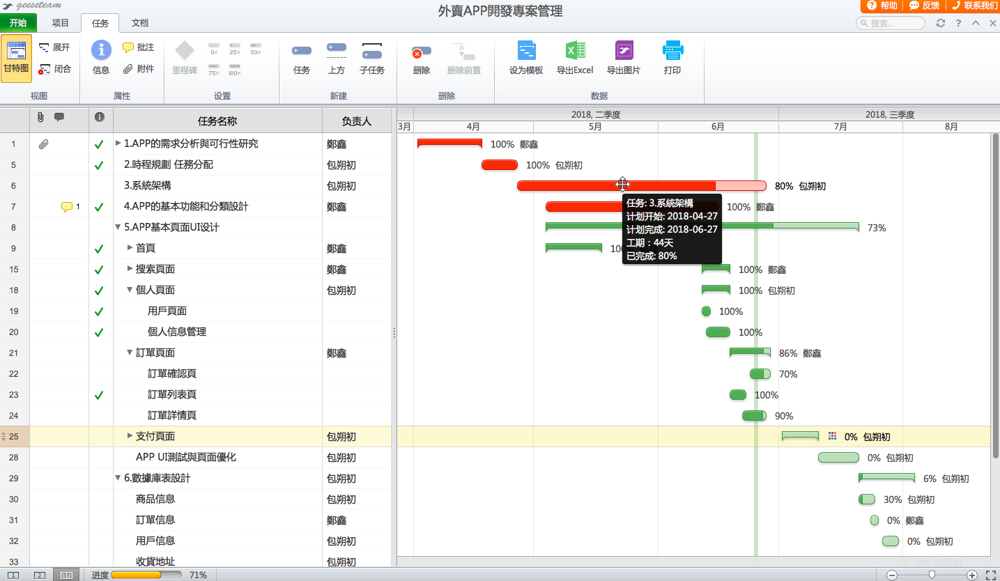 geeseteam
外賣APP開發專案管理
帮助 反馈 联系我们
开始 项目 任务 文档
搜索...
甘特图 展开 闭合
信息 批注 附件
里程碑 0% 25% 50% 75% 100%
任务 上方 子任务
删除 删除前置
设为模板 导出Excel 导出图片 打印
视图 属性 设置 新建 删除 数据
任务名称 负责人
2018, 二季度 2018, 三季度
3月 4月 5月 6月 7月 8月
1 1.APP的需求分析與可行性研究 鄭鑫 100% 鄭鑫
5 2.時程規劃 任務分配 包朔初 100% 包朔初
6 3.系統架構 包朔初 80% 包朔初
7 1 4.APP的基本功能和分類設計 鄭鑫 100% 鄭鑫
任务: 3.系統架構
计划开始: 2018-04-27
计划完成: 2018-06-27
工期：44天
已完成: 80%
8 5.APP基本頁面UI设计 73%
9 首頁 鄭鑫
15 搜索頁面 鄭鑫 100% 鄭鑫
18 個人頁面 包朔初 100% 包朔初
19 用戶頁面 100%
20 個人信息管理 100%
21 訂單頁面 鄭鑫 86% 鄭鑫
22 訂單確認頁 70%
23 訂單列表頁 100%
24 訂單詳情頁 90%
25 支付頁面 包朔初 0% 包朔初
28 APP UI測試與頁面優化 包朔初 0% 包朔初
29 6.數據庫表設計 包朔初 6% 包朔初
30 商品信息 包朔初 30% 包朔初
31 訂單信息 鄭鑫 0% 鄭鑫
32 用戶信息 包朔初 0% 包朔初
33 收貨地址 包朔初 0% 包朔初
1 2 1 2 进度 71%